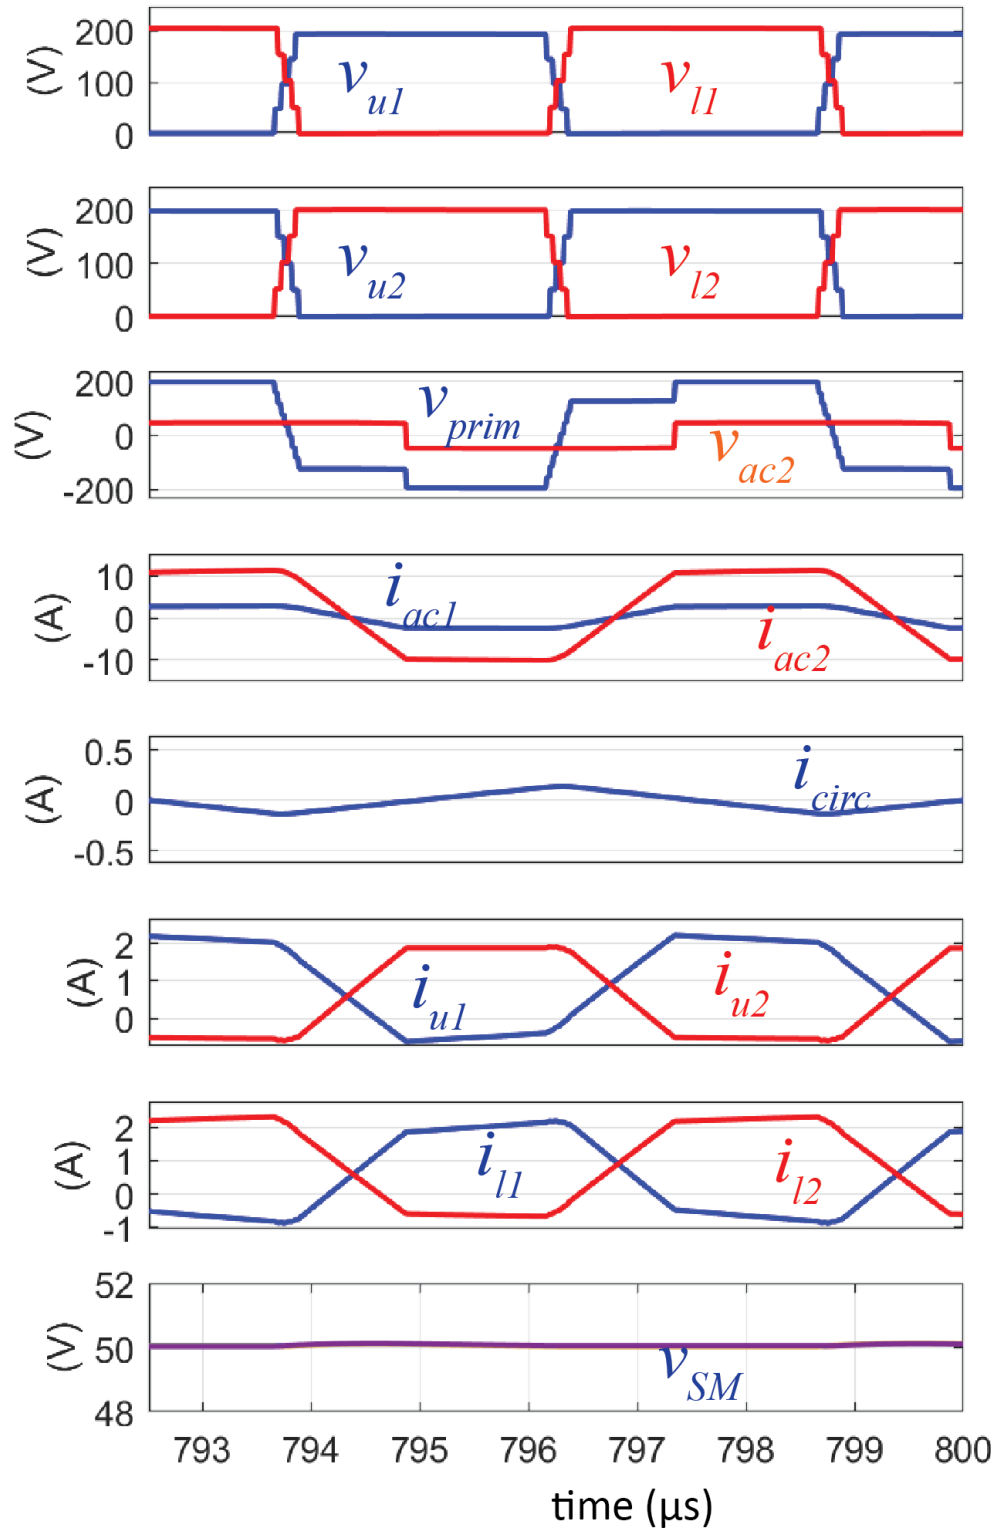 200
100
0
(V)
v_u1
v_l1
200
100
0
(V)
v_u2
v_l2
200
0
-200
(V)
v_prim
v_ac2
10
0
-10
(A)
i_ac1
i_ac2
0.5
0
-0.5
(A)
i_circ
2
1
0
(A)
i_u1
i_u2
2
1
0
-1
(A)
i_l1
i_l2
52
50
48
(V)
v_SM
793 794 795 796 797 798 799 800
time (μs)